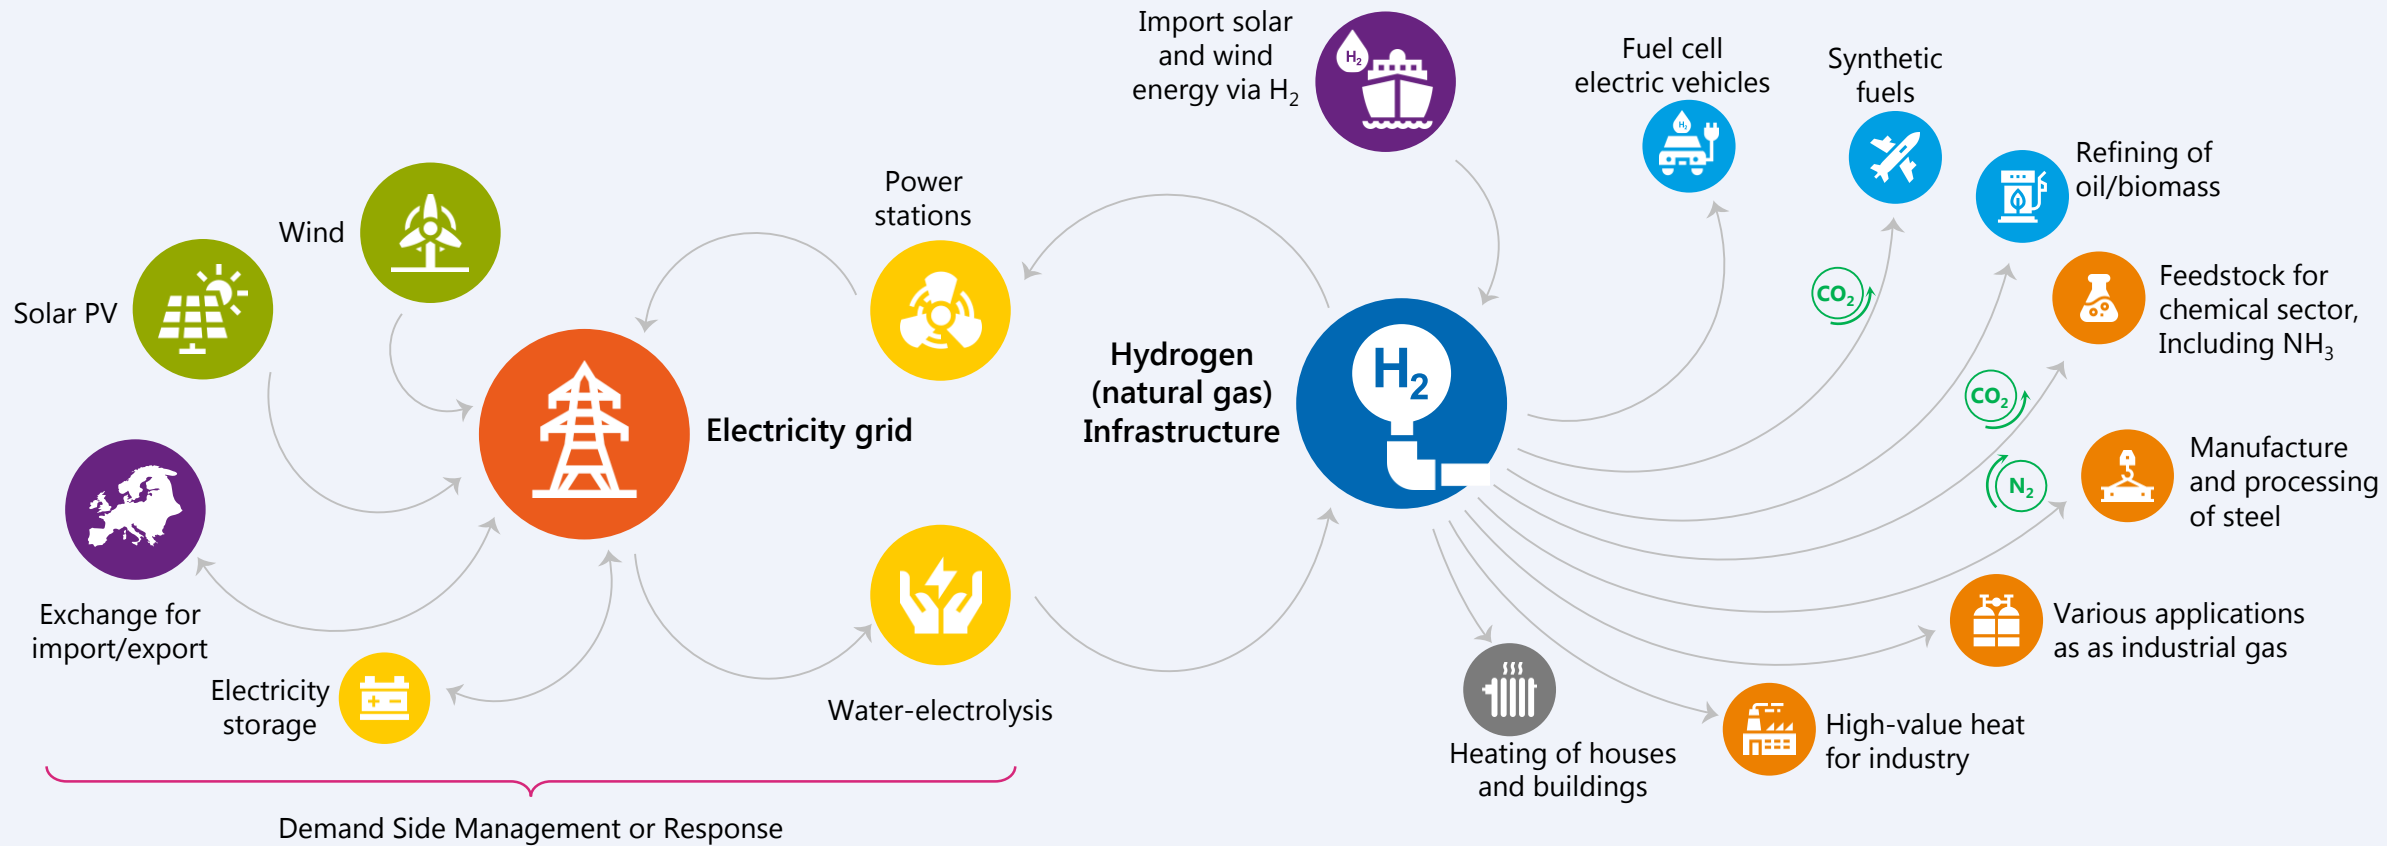 Import solar
and wind
energy via H₂
H₂
Fuel cell
electric vehicles
H₂
Synthetic
fuels
Refining of
oil/biomass
Power
stations
Wind
Solar PV
CO₂
Feedstock for
chemical sector,
Including NH₃
Hydrogen
(natural gas)
Infrastructure
H₂
Electricity grid
CO₂
N₂
Manufacture
and processing
of steel
Exchange for
import/export
Electricity
storage
Water-electrolysis
Various applications
as as industrial gas
Heating of houses
and buildings
High-value heat
for industry
Demand Side Management or Response